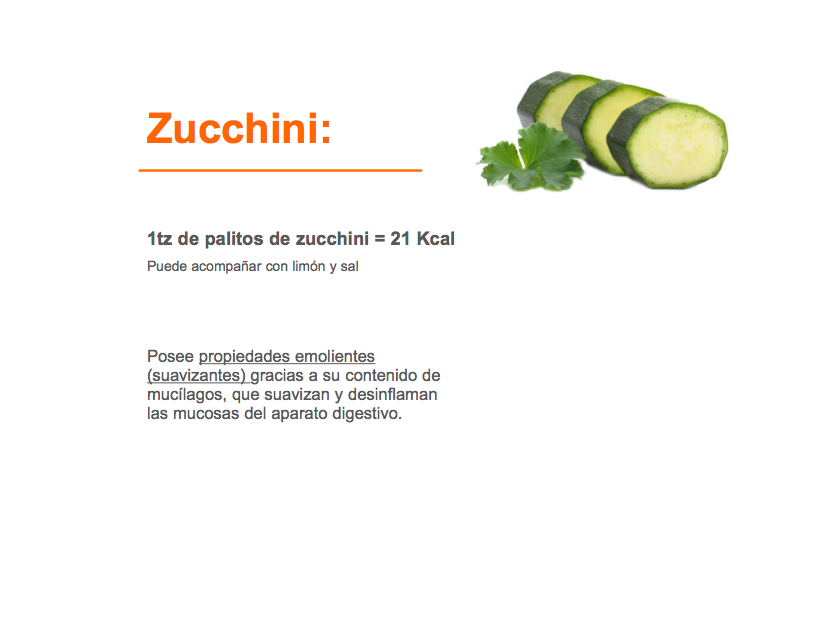 Zucchini:
1tz de palitos de zucchini = 21 Kcal
Puede acompañar con limón y sal
Posee propiedades emolientes
(suavizantes) gracias a su contenido de
mucílagos, que suavizan y desinflaman
las mucosas del aparato digestivo.